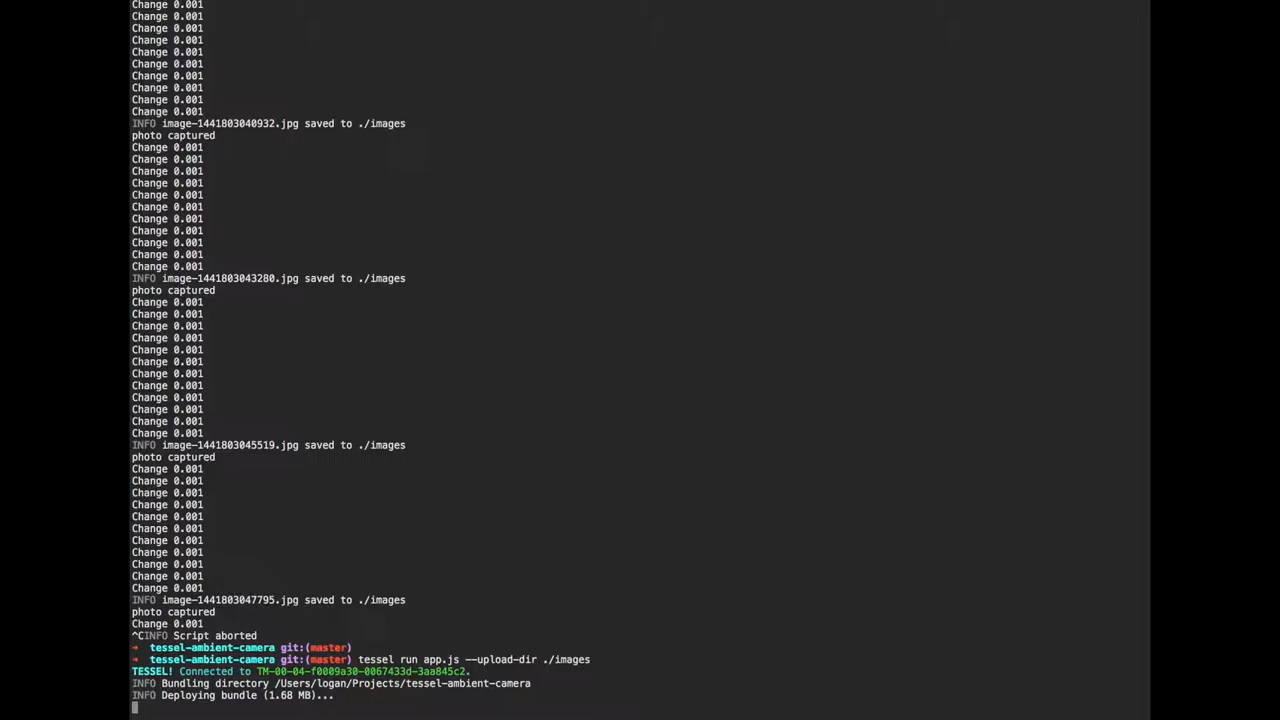 Change 0.001
Change 0.001
Change 0.001
Change 0.001
Change 0.001
Change 0.001
Change 0.001
Change 0.001
Change 0.001
Change 0.001
INFO image-1441803040932.jpg saved to ./images
photo captured
Change 0.001
Change 0.001
Change 0.001
Change 0.001
Change 0.001
Change 0.001
Change 0.001
Change 0.001
Change 0.001
Change 0.001
Change 0.001
INFO image-1441803043280.jpg saved to ./images
photo captured
Change 0.001
Change 0.001
Change 0.001
Change 0.001
Change 0.001
Change 0.001
Change 0.001
Change 0.001
Change 0.001
Change 0.001
Change 0.001
Change 0.001
INFO image-1441803045519.jpg saved to ./images
photo captured
Change 0.001
Change 0.001
Change 0.001
Change 0.001
Change 0.001
Change 0.001
Change 0.001
Change 0.001
Change 0.001
Change 0.001
Change 0.001
INFO image-1441803047795.jpg saved to ./images
photo captured
Change 0.001
^CINFO Script aborted
➜ tessel-ambient-camera git:(master)
➜ tessel-ambient-camera git:(master) tessel run app.js --upload-dir ./images
TESSEL! Connected to TM-00-04-f0009a30-0067433d-3aa845c2.
INFO Bundling directory /Users/logan/Projects/tessel-ambient-camera
INFO Deploying bundle (1.68 MB)...